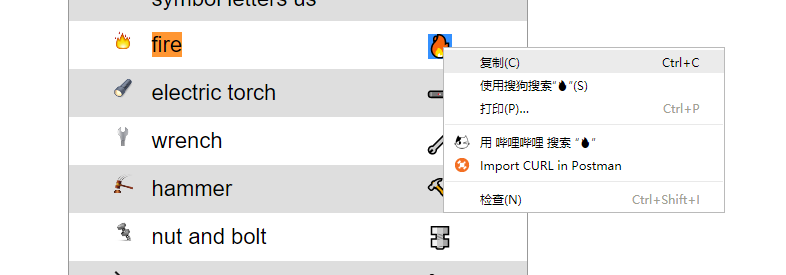 symbol letters us
fire
electric torch
wrench
hammer
nut and bolt
复制(C) Ctrl+C
使用搜狗搜索“🔥”(S)
打印(P)... Ctrl+P
用 哔哩哔哩 搜索 “🔥”
Import CURL in Postman
检查(N) Ctrl+Shift+I